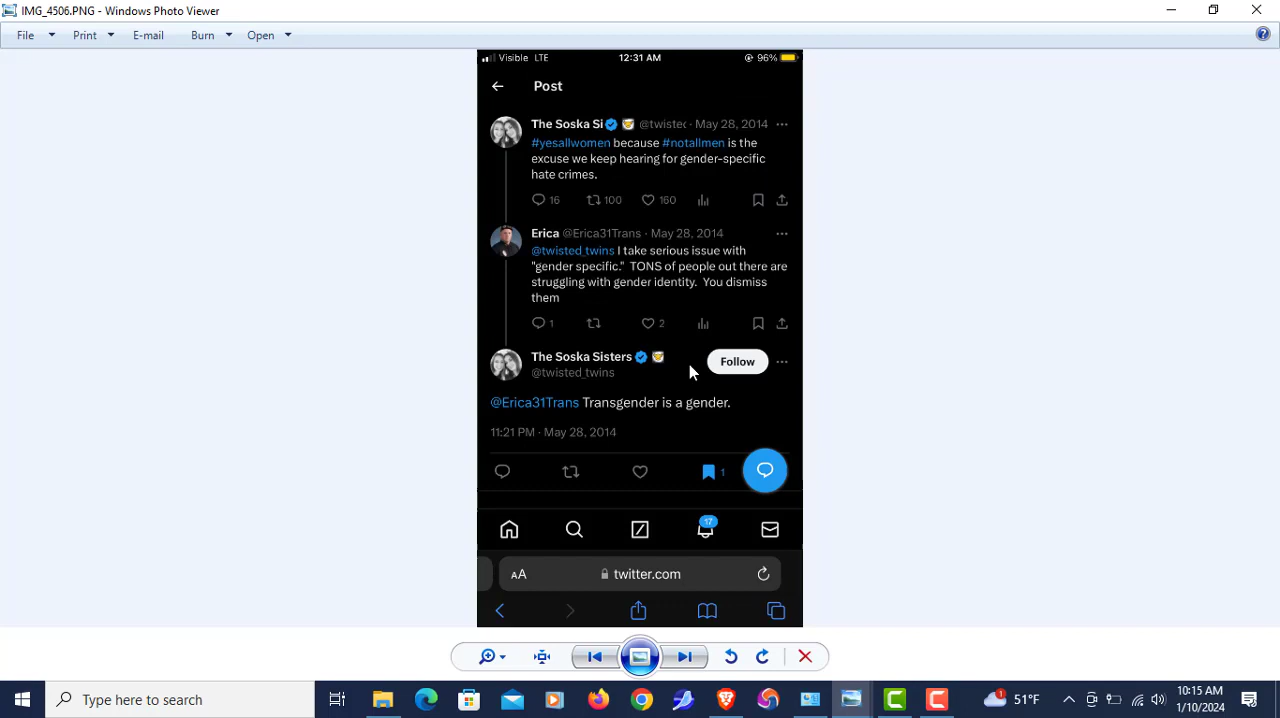 IMG_4506.PNG - Windows Photo Viewer
File Print E-mail Burn Open
Visible LTE 12:31 AM 96%
Post
The Soska Si @twistec · May 28, 2014
#yesallwomen because #notallmen is the
excuse we keep hearing for gender-specific
hate crimes.
16 100 160
Erica @Erica31Trans · May 28, 2014
@twisted_twins I take serious issue with
"gender specific." TONS of people out there are
struggling with gender identity. You dismiss
them
1 2
The Soska Sisters
@twisted_twins
Follow
@Erica31Trans Transgender is a gender.
11:21 PM · May 28, 2014
1
17
AA twitter.com
Type here to search
1
51°F
10:15 AM
1/10/2024